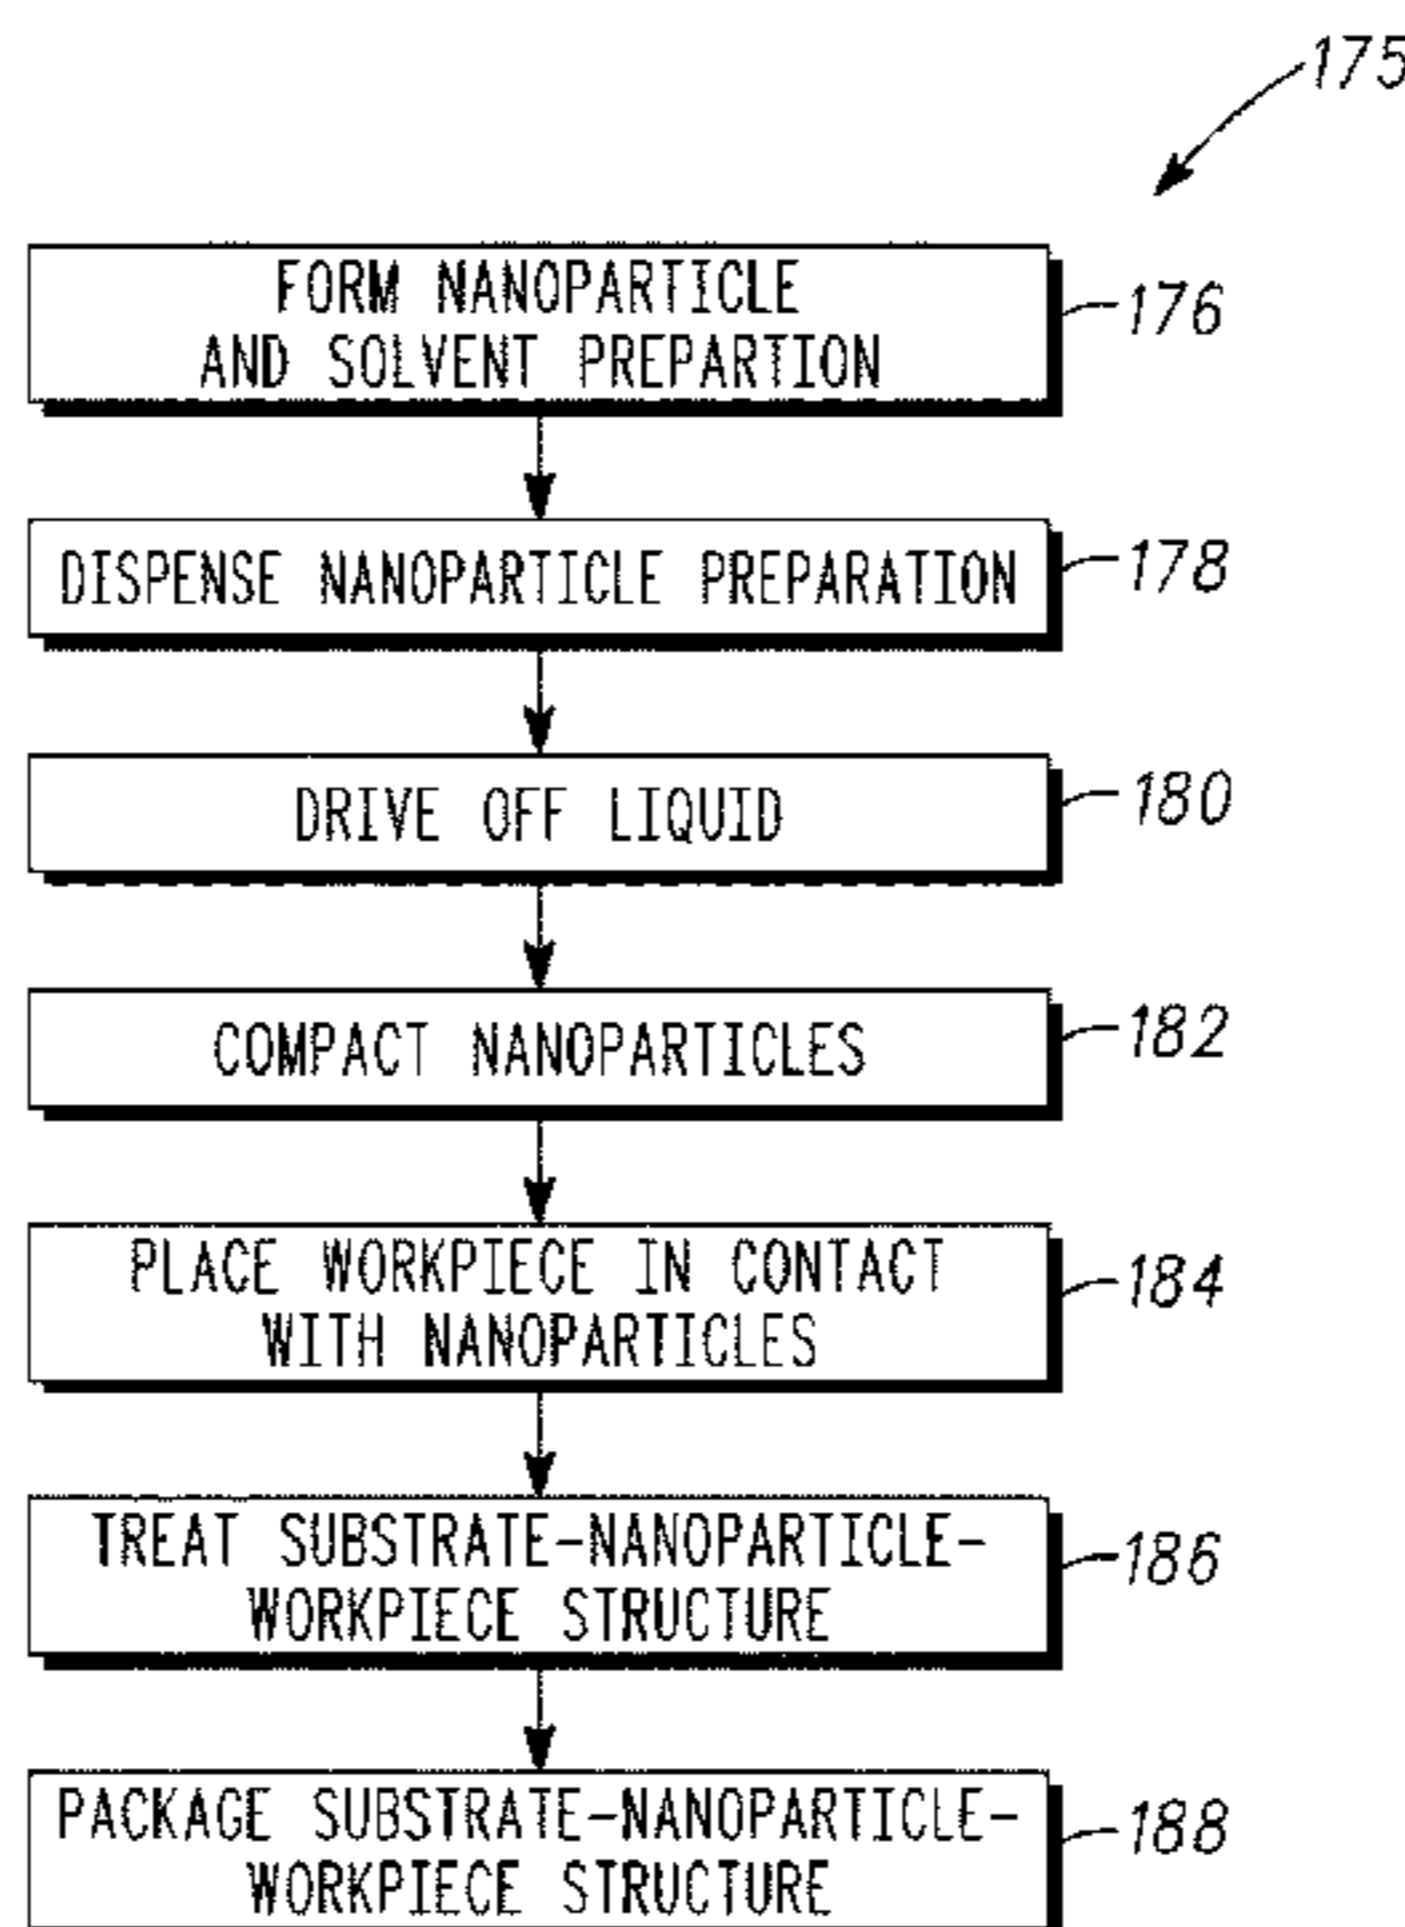 175
FORM NANOPARTICLE
AND SOLVENT PREPARTION
176
DISPENSE NANOPARTICLE PREPARATION
178
DRIVE OFF LIQUID
180
COMPACT NANOPARTICLES
182
PLACE WORKPIECE IN CONTACT
WITH NANOPARTICLES
184
TREAT SUBSTRATE-NANOPARTICLE-
WORKPIECE STRUCTURE
186
PACKAGE SUBSTRATE-NANOPARTICLE-
WORKPIECE STRUCTURE
188